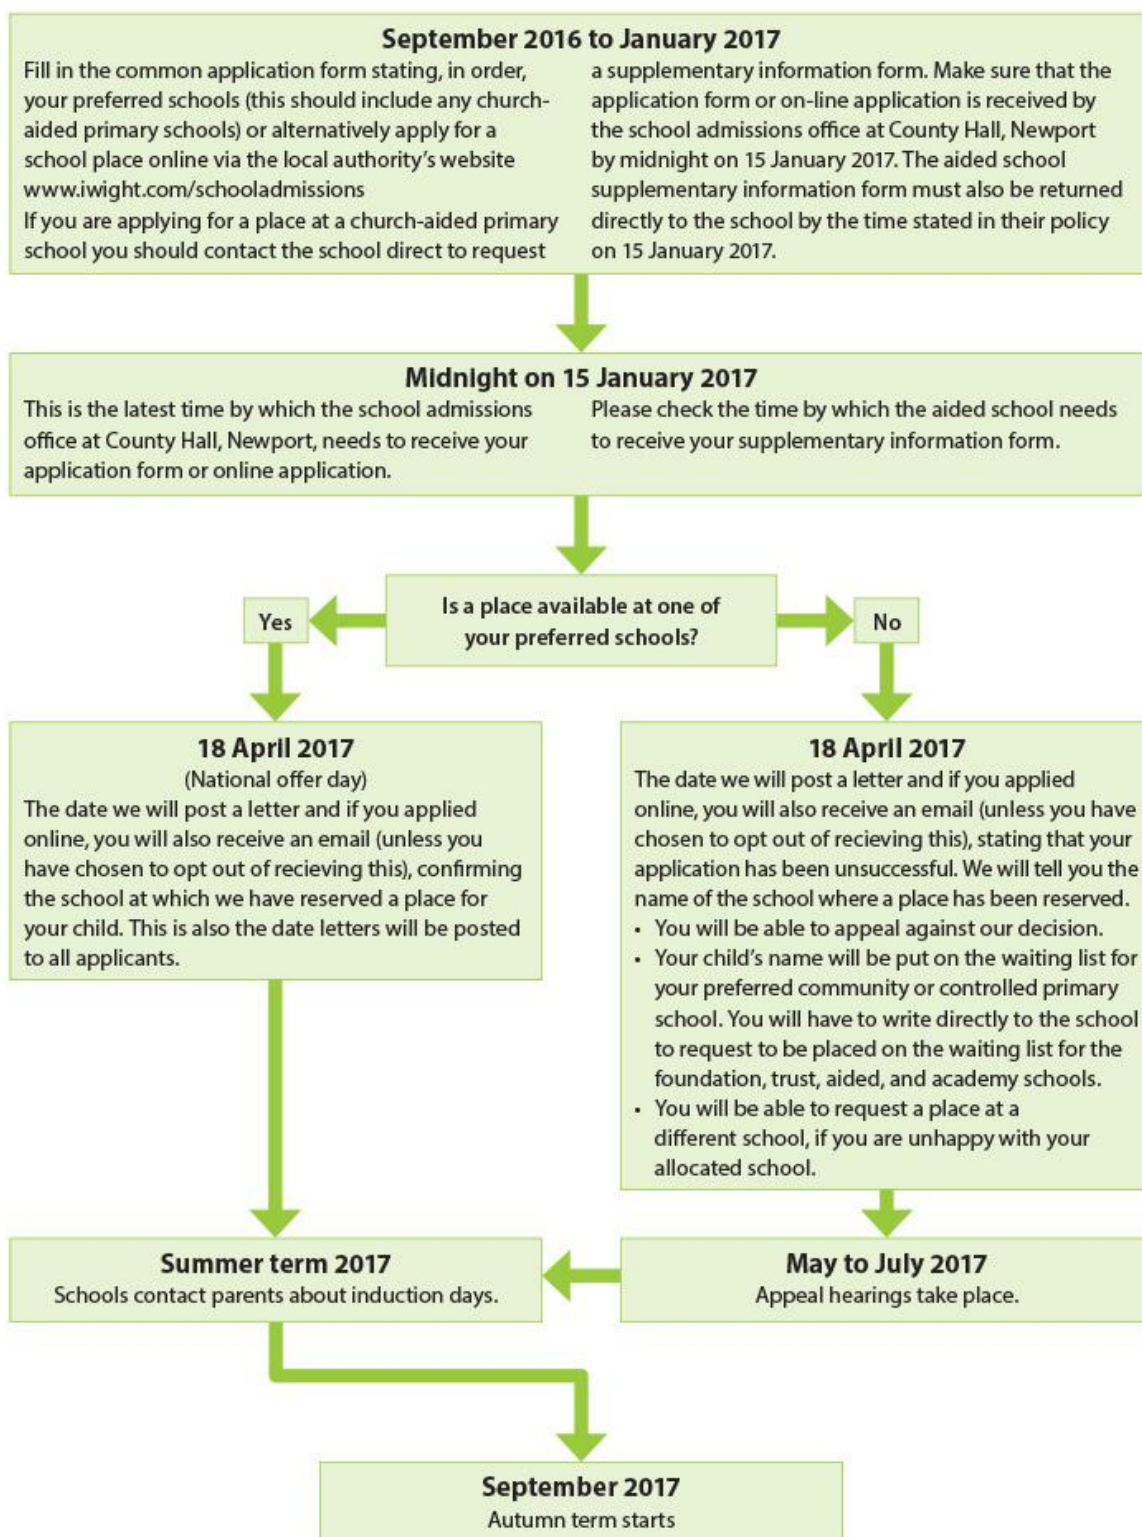 September 2016 to January 2017
Fill in the common application form stating, in order,
your preferred schools (this should include any church-
aided primary schools) or alternatively apply for a
school place online via the local authority's website
www.iwight.com/schooladmissions
If you are applying for a place at a church-aided primary
school you should contact the school direct to request
a supplementary information form. Make sure that the
application form or on-line application is received by
the school admissions office at County Hall, Newport
by midnight on 15 January 2017. The aided school
supplementary information form must also be returned
directly to the school by the time stated in their policy
on 15 January 2017.
Midnight on 15 January 2017
This is the latest time by which the school admissions
office at County Hall, Newport, needs to receive your
application form or online application.
Please check the time by which the aided school needs
to receive your supplementary information form.
Is a place available at one of
your preferred schools?
Yes
No
18 April 2017
(National offer day)
The date we will post a letter and if you applied
online, you will also receive an email (unless you
have chosen to opt out of recieving this), confirming
the school at which we have reserved a place for
your child. This is also the date letters will be posted
to all applicants.
18 April 2017
The date we will post a letter and if you applied
online, you will also receive an email (unless you have
chosen to opt out of recieving this), stating that your
application has been unsuccessful. We will tell you the
name of the school where a place has been reserved.
• You will be able to appeal against our decision.
• Your child's name will be put on the waiting list for
your preferred community or controlled primary
school. You will have to write directly to the school
to request to be placed on the waiting list for the
foundation, trust, aided, and academy schools.
• You will be able to request a place at a
different school, if you are unhappy with your
allocated school.
Summer term 2017
Schools contact parents about induction days.
May to July 2017
Appeal hearings take place.
September 2017
Autumn term starts